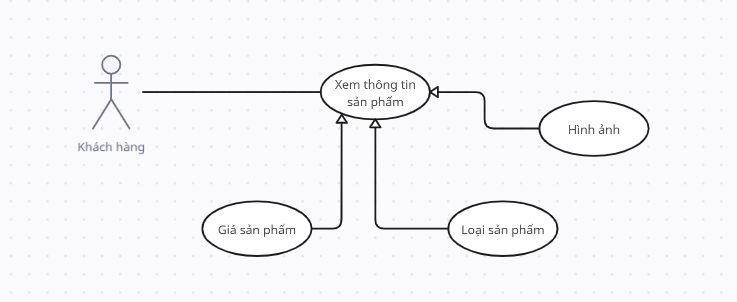 Xem thông tin
sản phẩm
Hình ảnh
Khách hàng
Giá sản phẩm
Loại sản phẩm